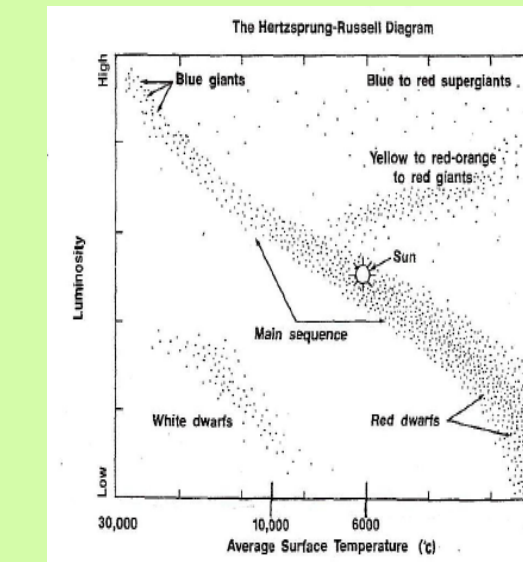 The Hertzsprung-Russell Diagram
High
Blue giants
Blue to red supergiants
Yellow to red-orange
to red giants
Sun
Luminosity
Main sequence
White dwarfs
Red dwarfs
Low
30,000
10,000
6000
Average Surface Temperature (°c)